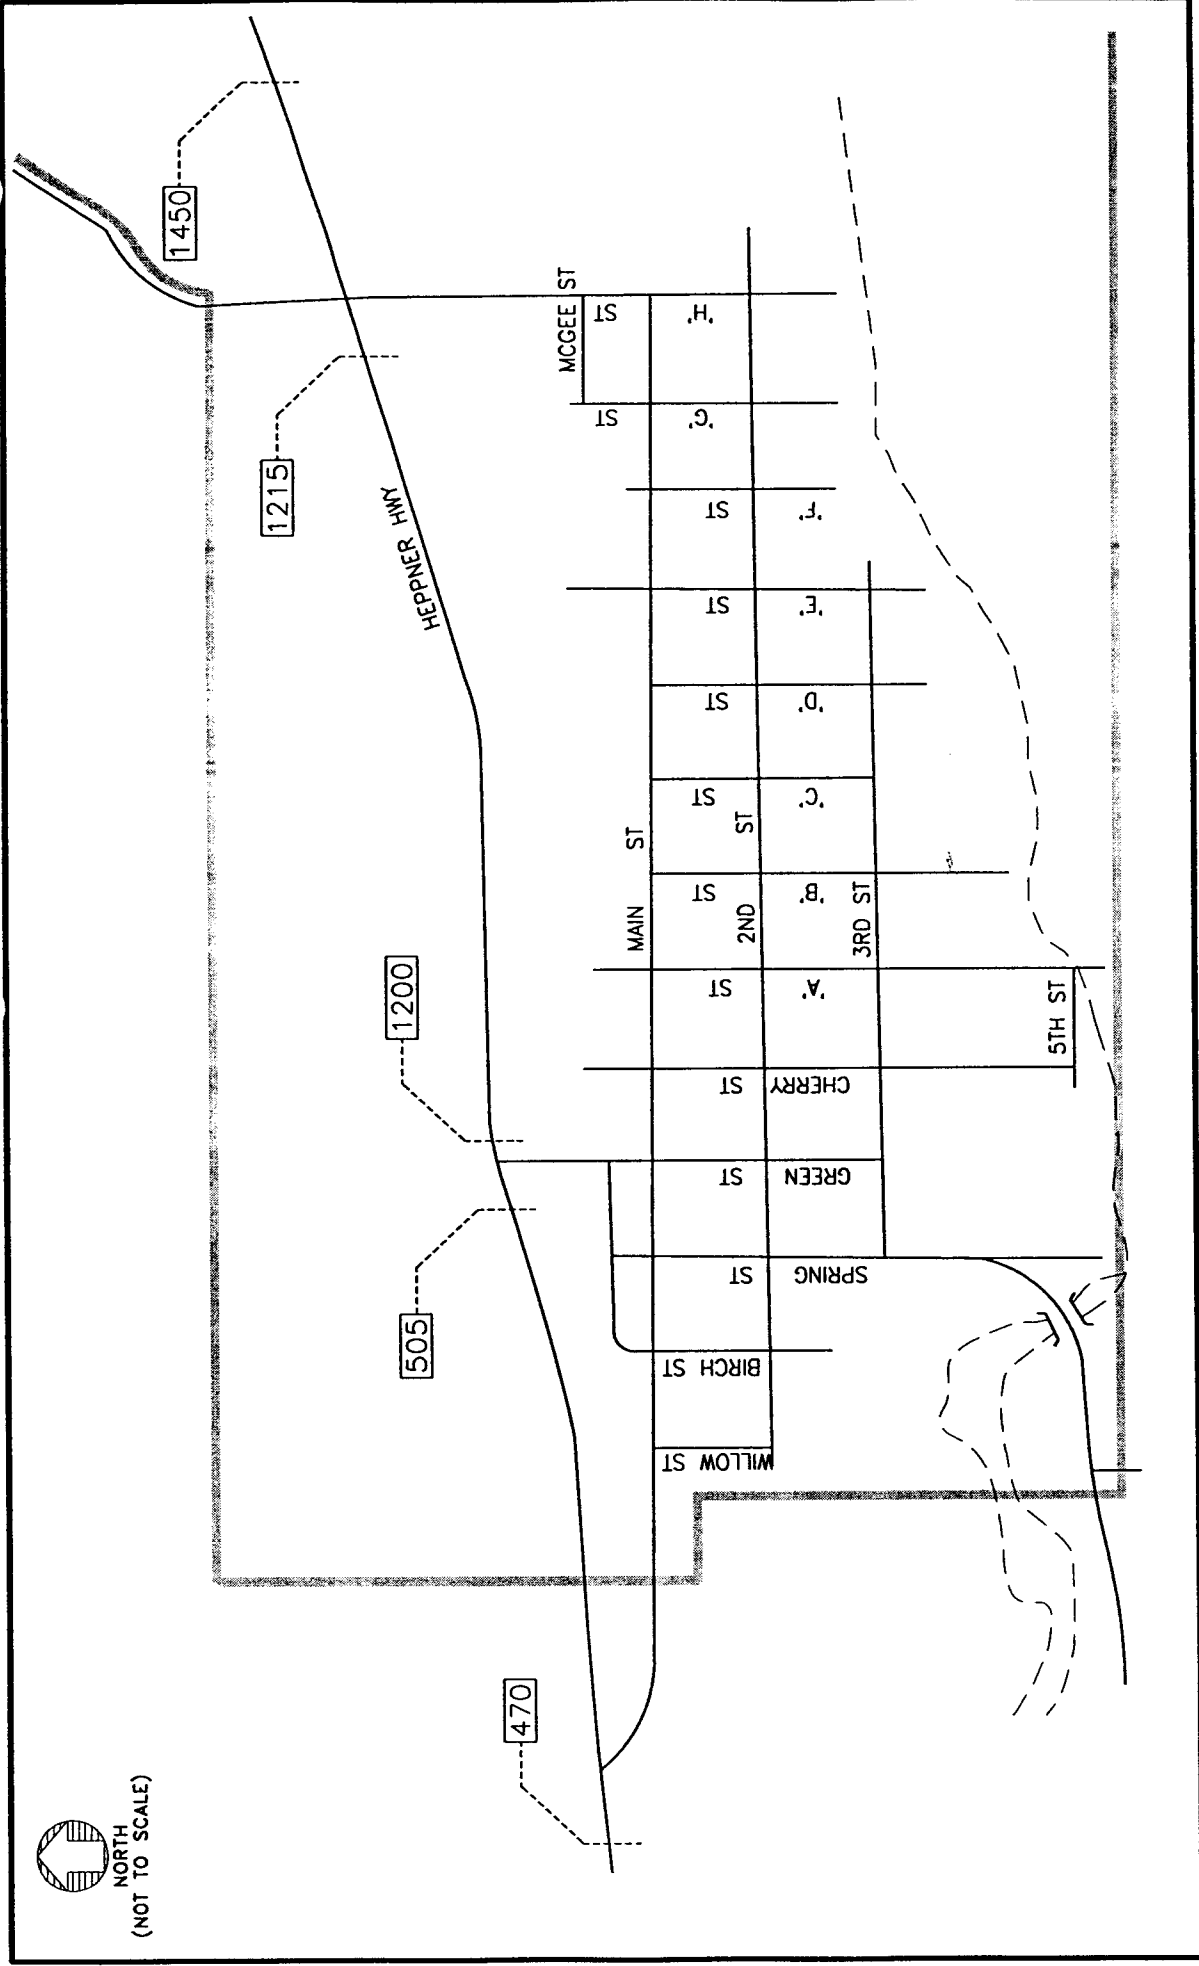 NORTH
(NOT TO SCALE)
1450
1215
HEPPNER HWY
1200
505
470
MCGEE ST
MAIN ST
2ND ST
3RD ST
5TH ST
'H' ST
'G' ST
'F' ST
'E' ST
'D' ST
'C' ST
'B' ST
'A' ST
CHERRY ST
GREEN ST
SPRING ST
BIRCH ST
WILLOW ST